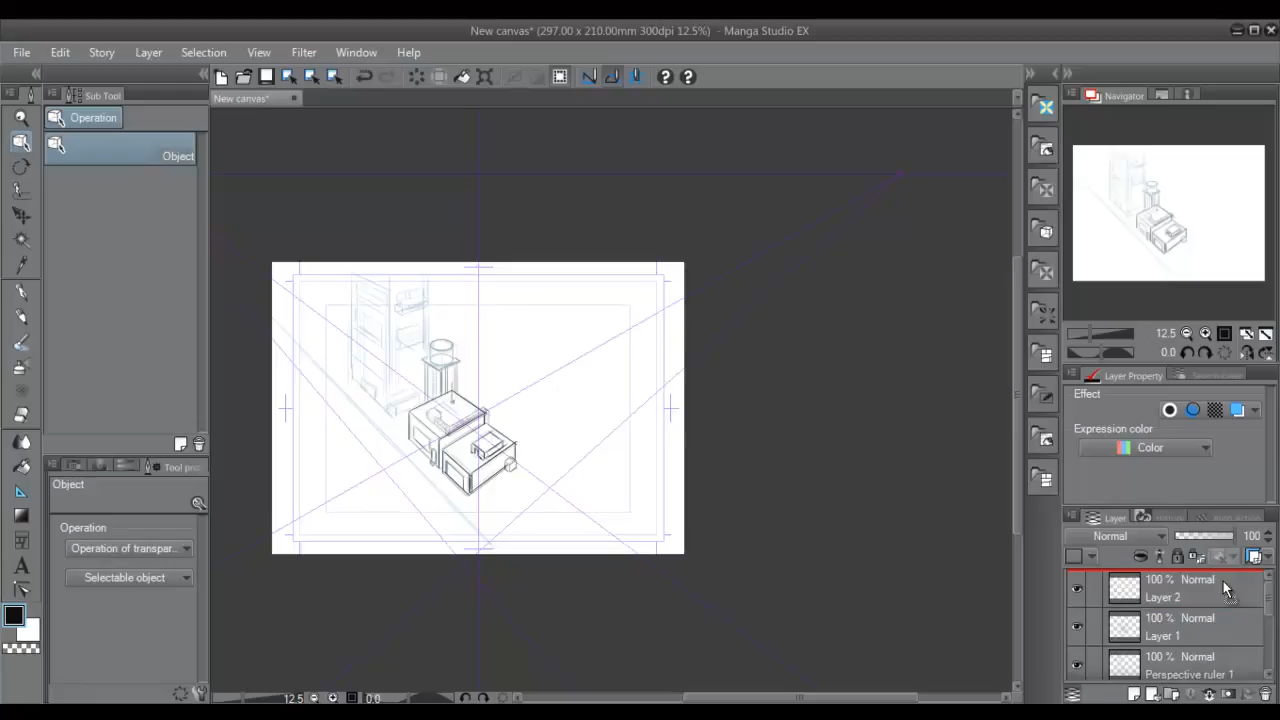 New canvas* (297.00 x 210.00mm 300dpi 12.5%) - Manga Studio EX
File Edit Story Layer Selection View Filter Window Help
Sub Tool
New canvas*
Navigator
Operation
Object
12.5
0.0
Layer Property
Effect
Expression color
Color
Tool pro
Object
Operation
Operation of transpar...
Selectable object
Layer
Normal 100
100 % Normal
Layer 2
100 % Normal
Layer 1
100 % Normal
Perspective ruler 1
12.5 0.0